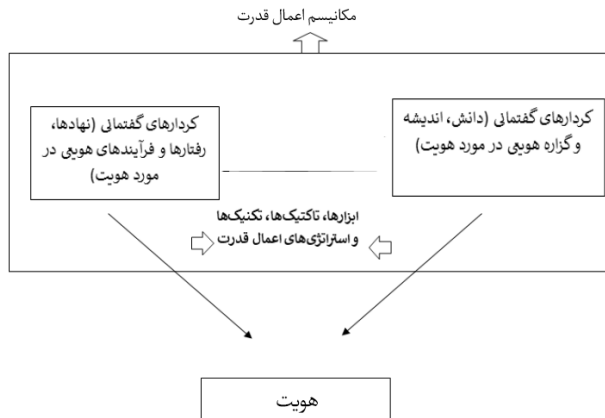 مکانیسم اعمال قدرت
کردارهای گفتمانی (دانش، اندیشه
و گزاره هویتی در مورد هویت)
کردارهای گفتمانی (نهادها،
رفتارها و فرآیندهای هویتی در
مورد هویت)
ابزارها، تاکتیک‌ها، تکنیک‌ها
و استراتژی‌های اعمال قدرت
هویت